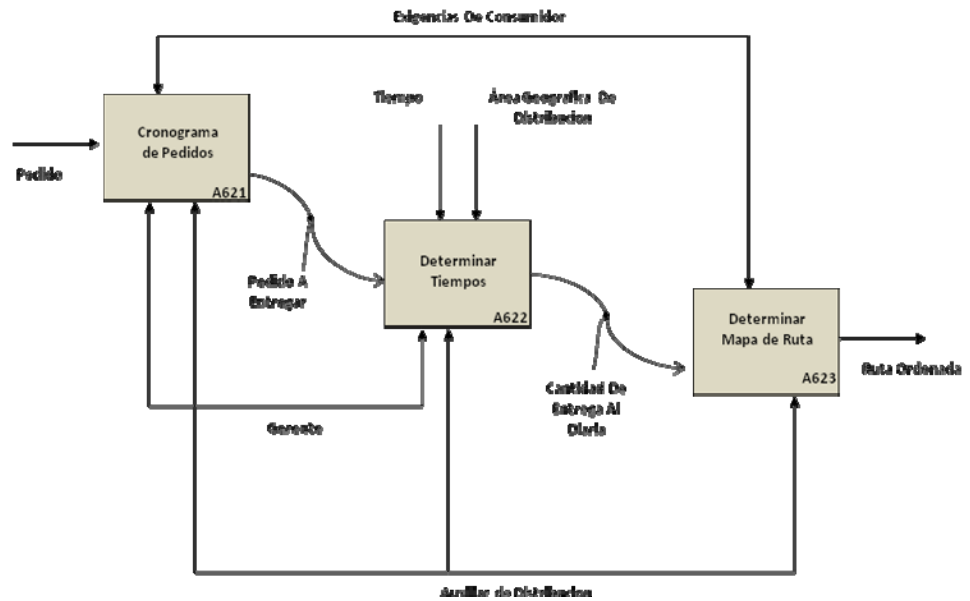 Exigencias De Consumidor
Tiempo
Área Geografica De
Distribucion
Cronograma
de Pedidos
A621
Pedido
Determinar
Tiempos
A622
Pedido A
Entregar
Determinar
Mapa de Ruta
A623
Ruta Ordenada
Cantidad De
Entrega Al
Diaria
Gerente
Auxiliar de Distribucion